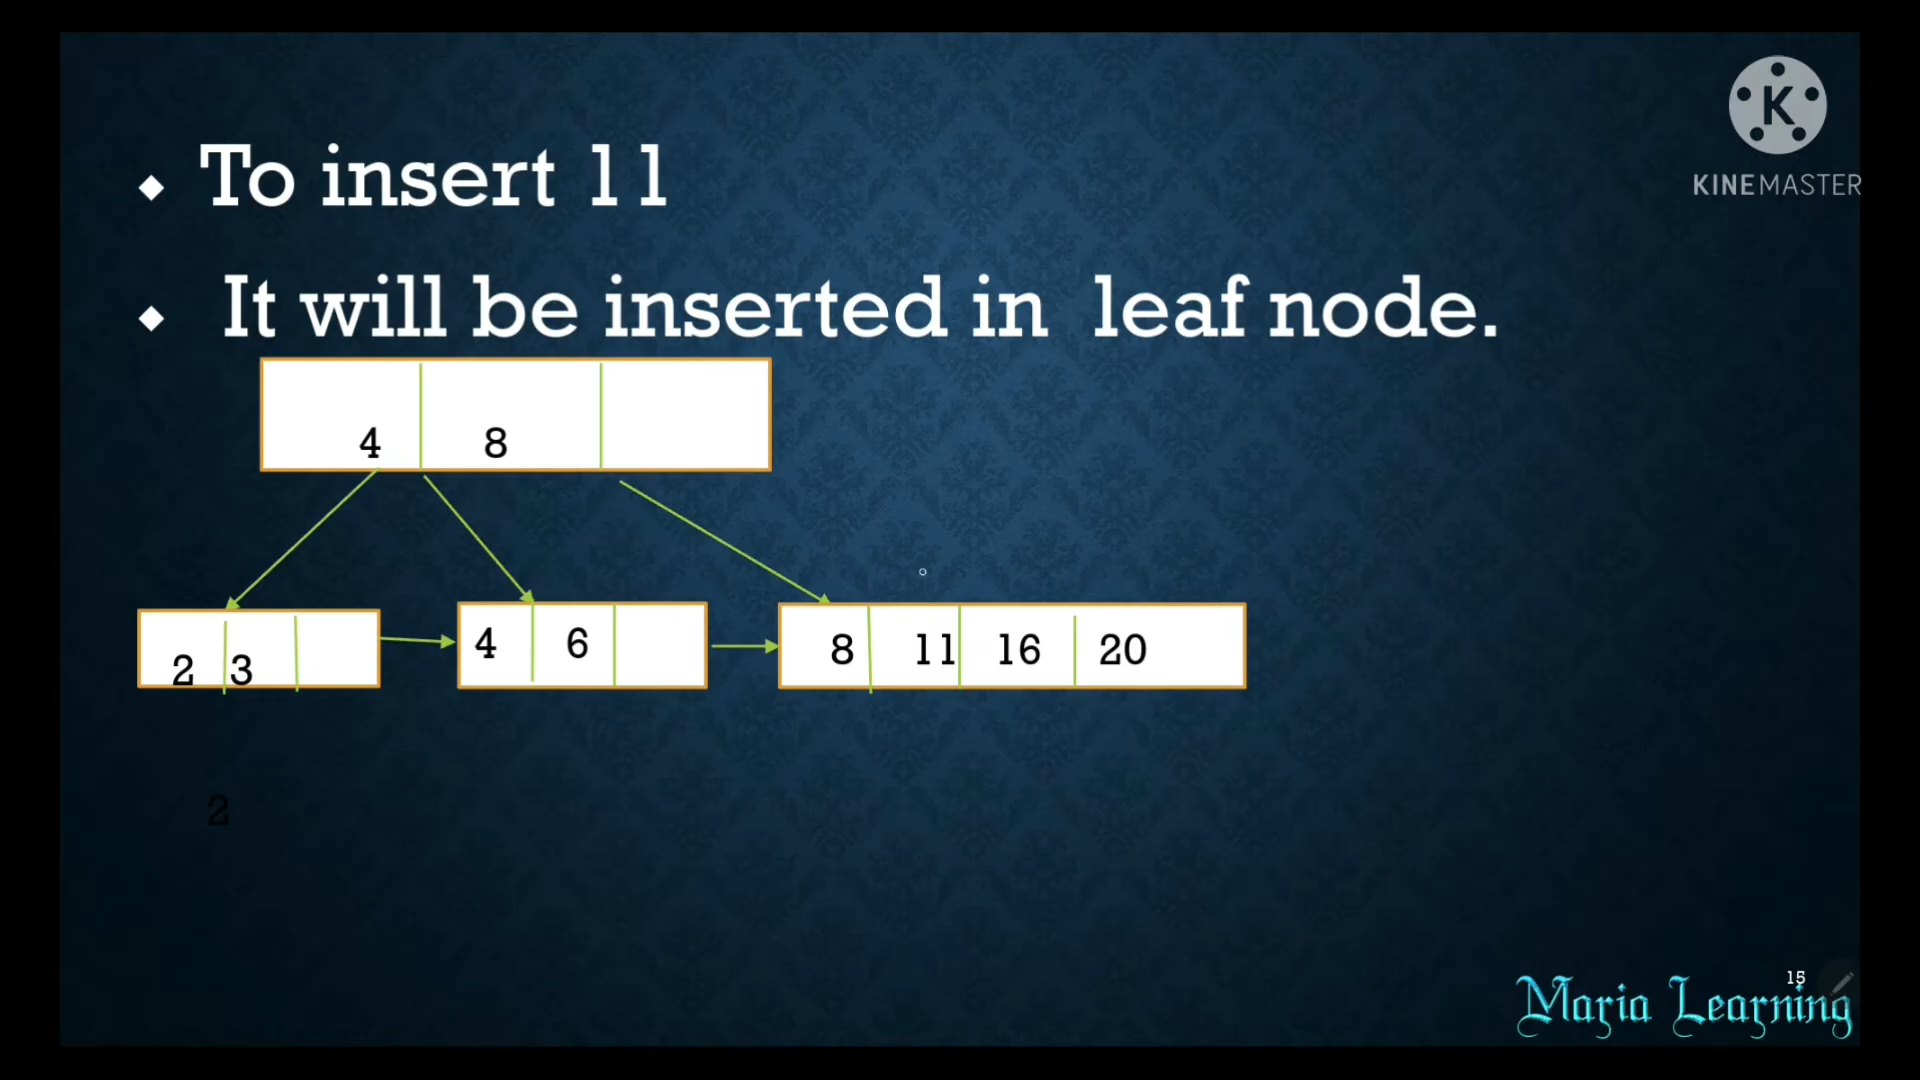 K
KINEMASTER
To insert 11
It will be inserted in leaf node.
4 8
2 3
4 6
8 11 16 20
2
15
Maria Learning